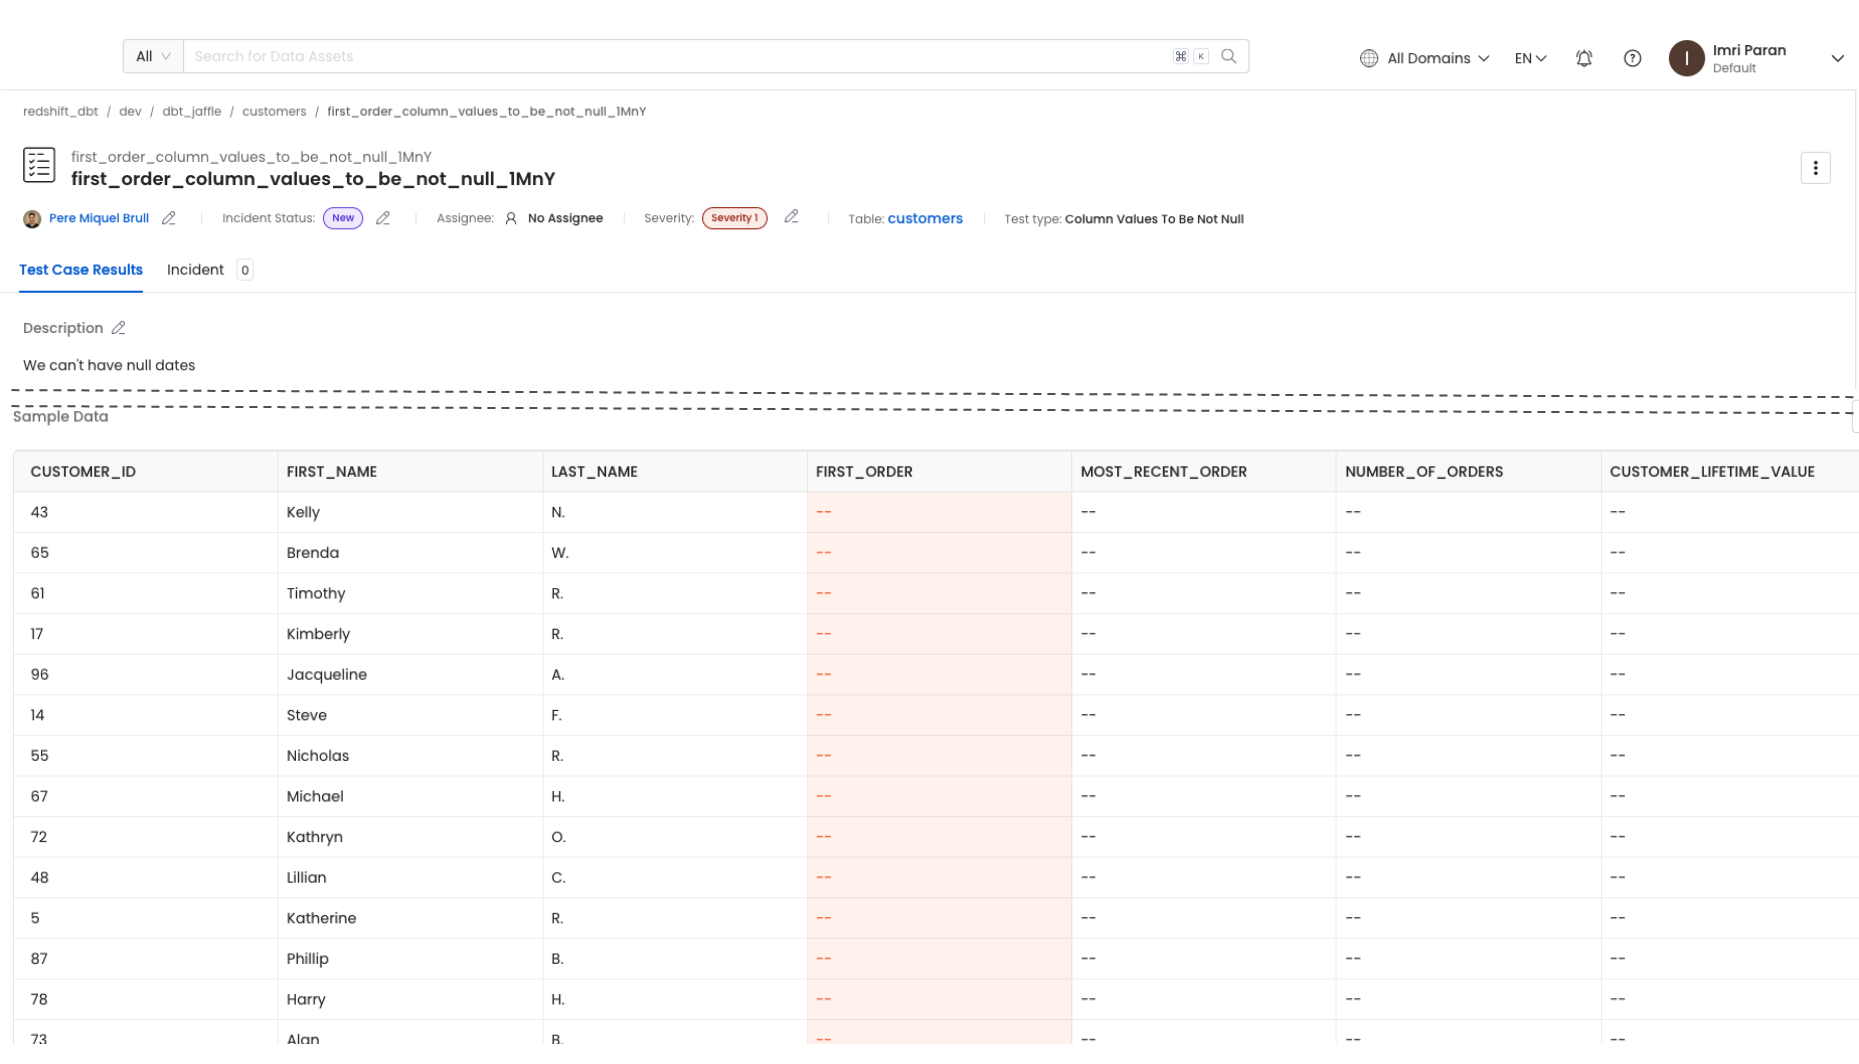 All Search for Data Assets ⌘ K All Domains EN I Imri Paran
Default
redshift_dbt / dev / dbt_jaffle / customers / first_order_column_values_to_be_not_null_1MnY
first_order_column_values_to_be_not_null_1MnY
first_order_column_values_to_be_not_null_1MnY
Pere Miquel Brull Incident Status: New Assignee: No Assignee Severity: Severity 1 Table: customers Test type: Column Values To Be Not Null
Test Case Results Incident 0
Description
We can't have null dates
Sample Data
CUSTOMER_ID FIRST_NAME LAST_NAME FIRST_ORDER MOST_RECENT_ORDER NUMBER_OF_ORDERS CUSTOMER_LIFETIME_VALUE
43 Kelly N. -- -- -- --
65 Brenda W. -- -- -- --
61 Timothy R. -- -- -- --
17 Kimberly R. -- -- -- --
96 Jacqueline A. -- -- -- --
14 Steve F. -- -- -- --
55 Nicholas R. -- -- -- --
67 Michael H. -- -- -- --
72 Kathryn O. -- -- -- --
48 Lillian C. -- -- -- --
5 Katherine R. -- -- -- --
87 Phillip B. -- -- -- --
78 Harry H. -- -- -- --
73 Alan B. -- -- -- --